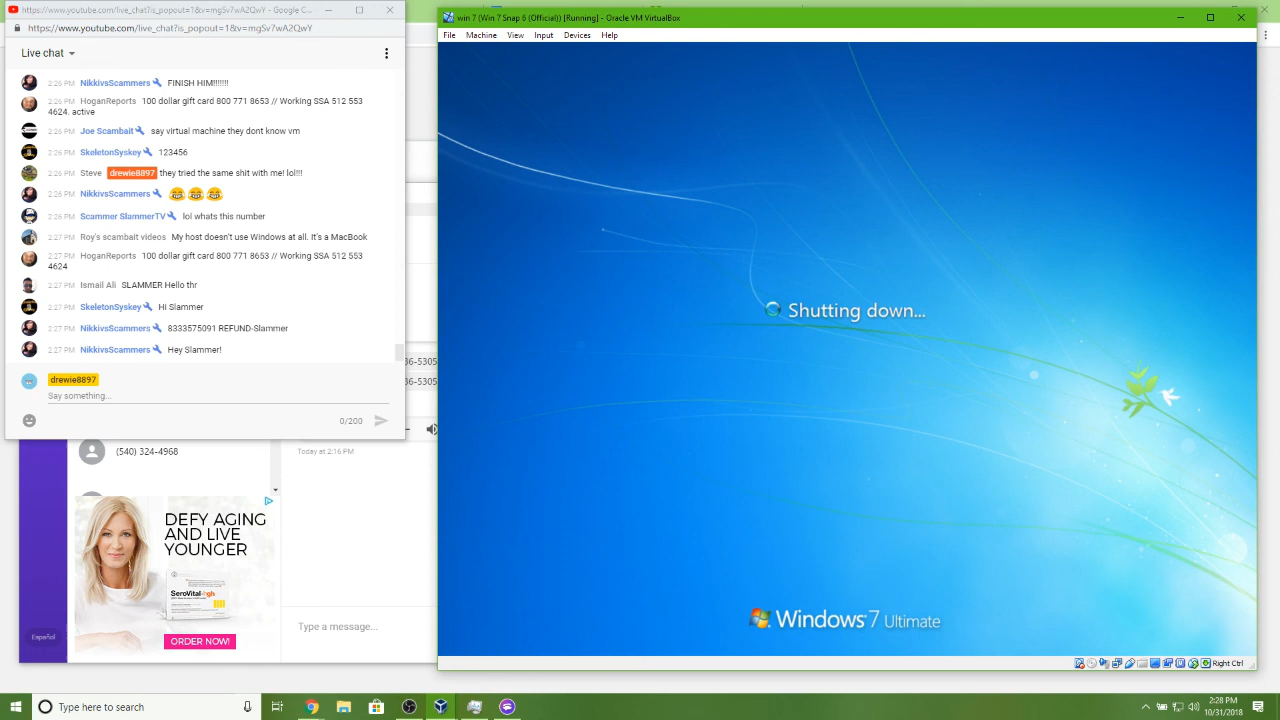 https://www.youtube.com/live_chat?is_popout=1&v=mgSv7wA2QwY - Google C...
https://www.youtube.com/live_chat?is_popout=1&v=mgSv7wA2QwY
Live chat
2:26 PM NikkivsScammers FINISH HIM!!!!!!!
2:26 PM HoganReports 100 dollar gift card 800 771 8653 // Working SSA 512 553
4624. active
2:26 PM Joe Scambait say virtual machine they dont know vm
2:26 PM SkeletonSyskey 123456
2:26 PM Steve drewie8897 they tried the same shit with me! lol!!!
2:26 PM NikkivsScammers 😂😂😂
2:26 PM Scammer SlammerTV lol whats this number
2:27 PM Roy's scambait videos My host doesn't use Windows at all. It's a MacBook
2:27 PM HoganReports 100 dollar gift card 800 771 8653 // Working SSA 512 553
4624
2:27 PM Ismail Ali SLAMMER Hello thr
2:27 PM SkeletonSyskey Hi Slammer
2:27 PM NikkivsScammers 8333575091 REFUND-Slammer
2:27 PM NikkivsScammers Hey Slammer!
drewie8897
Say something...
0/200
36-5305
36-5305
(540) 324-4968
Today at 2:16 PM
DEFY AGING
AND LIVE
YOUNGER
SeroVital-hgh
ORDER NOW!
Español
Type a message...
win 7 (Win 7 Snap 6 (Official)) [Running] - Oracle VM VirtualBox
File Machine View Input Devices Help
Shutting down...
Windows 7 Ultimate
Right Ctrl
Type here to search
2:28 PM
10/31/2018